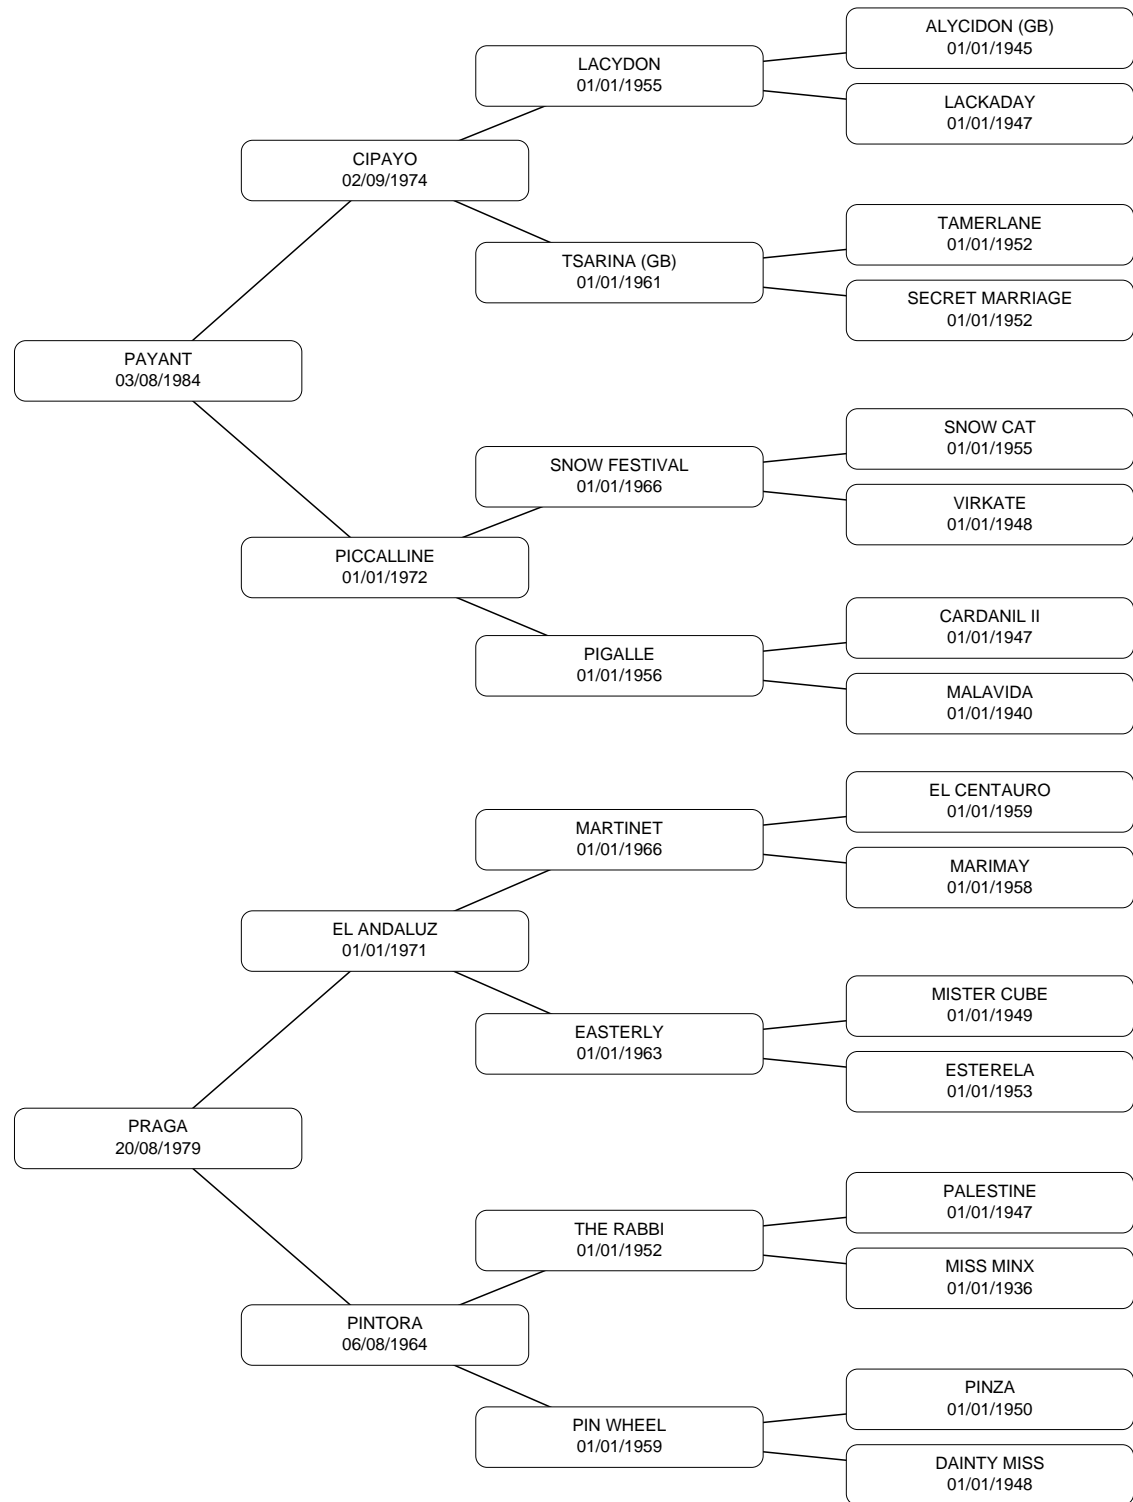 ALYCIDON (GB)
01/01/1945
LACYDON
01/01/1955
LACKADAY
01/01/1947
CIPAYO
02/09/1974
TAMERLANE
01/01/1952
TSARINA (GB)
01/01/1961
SECRET MARRIAGE
01/01/1952
PAYANT
03/08/1984
SNOW CAT
01/01/1955
SNOW FESTIVAL
01/01/1966
VIRKATE
01/01/1948
PICCALLINE
01/01/1972
CARDANIL II
01/01/1947
PIGALLE
01/01/1956
MALAVIDA
01/01/1940
EL CENTAURO
01/01/1959
MARTINET
01/01/1966
MARIMAY
01/01/1958
EL ANDALUZ
01/01/1971
MISTER CUBE
01/01/1949
EASTERLY
01/01/1963
ESTERELA
01/01/1953
PRAGA
20/08/1979
PALESTINE
01/01/1947
THE RABBI
01/01/1952
MISS MINX
01/01/1936
PINTORA
06/08/1964
PINZA
01/01/1950
PIN WHEEL
01/01/1959
DAINTY MISS
01/01/1948